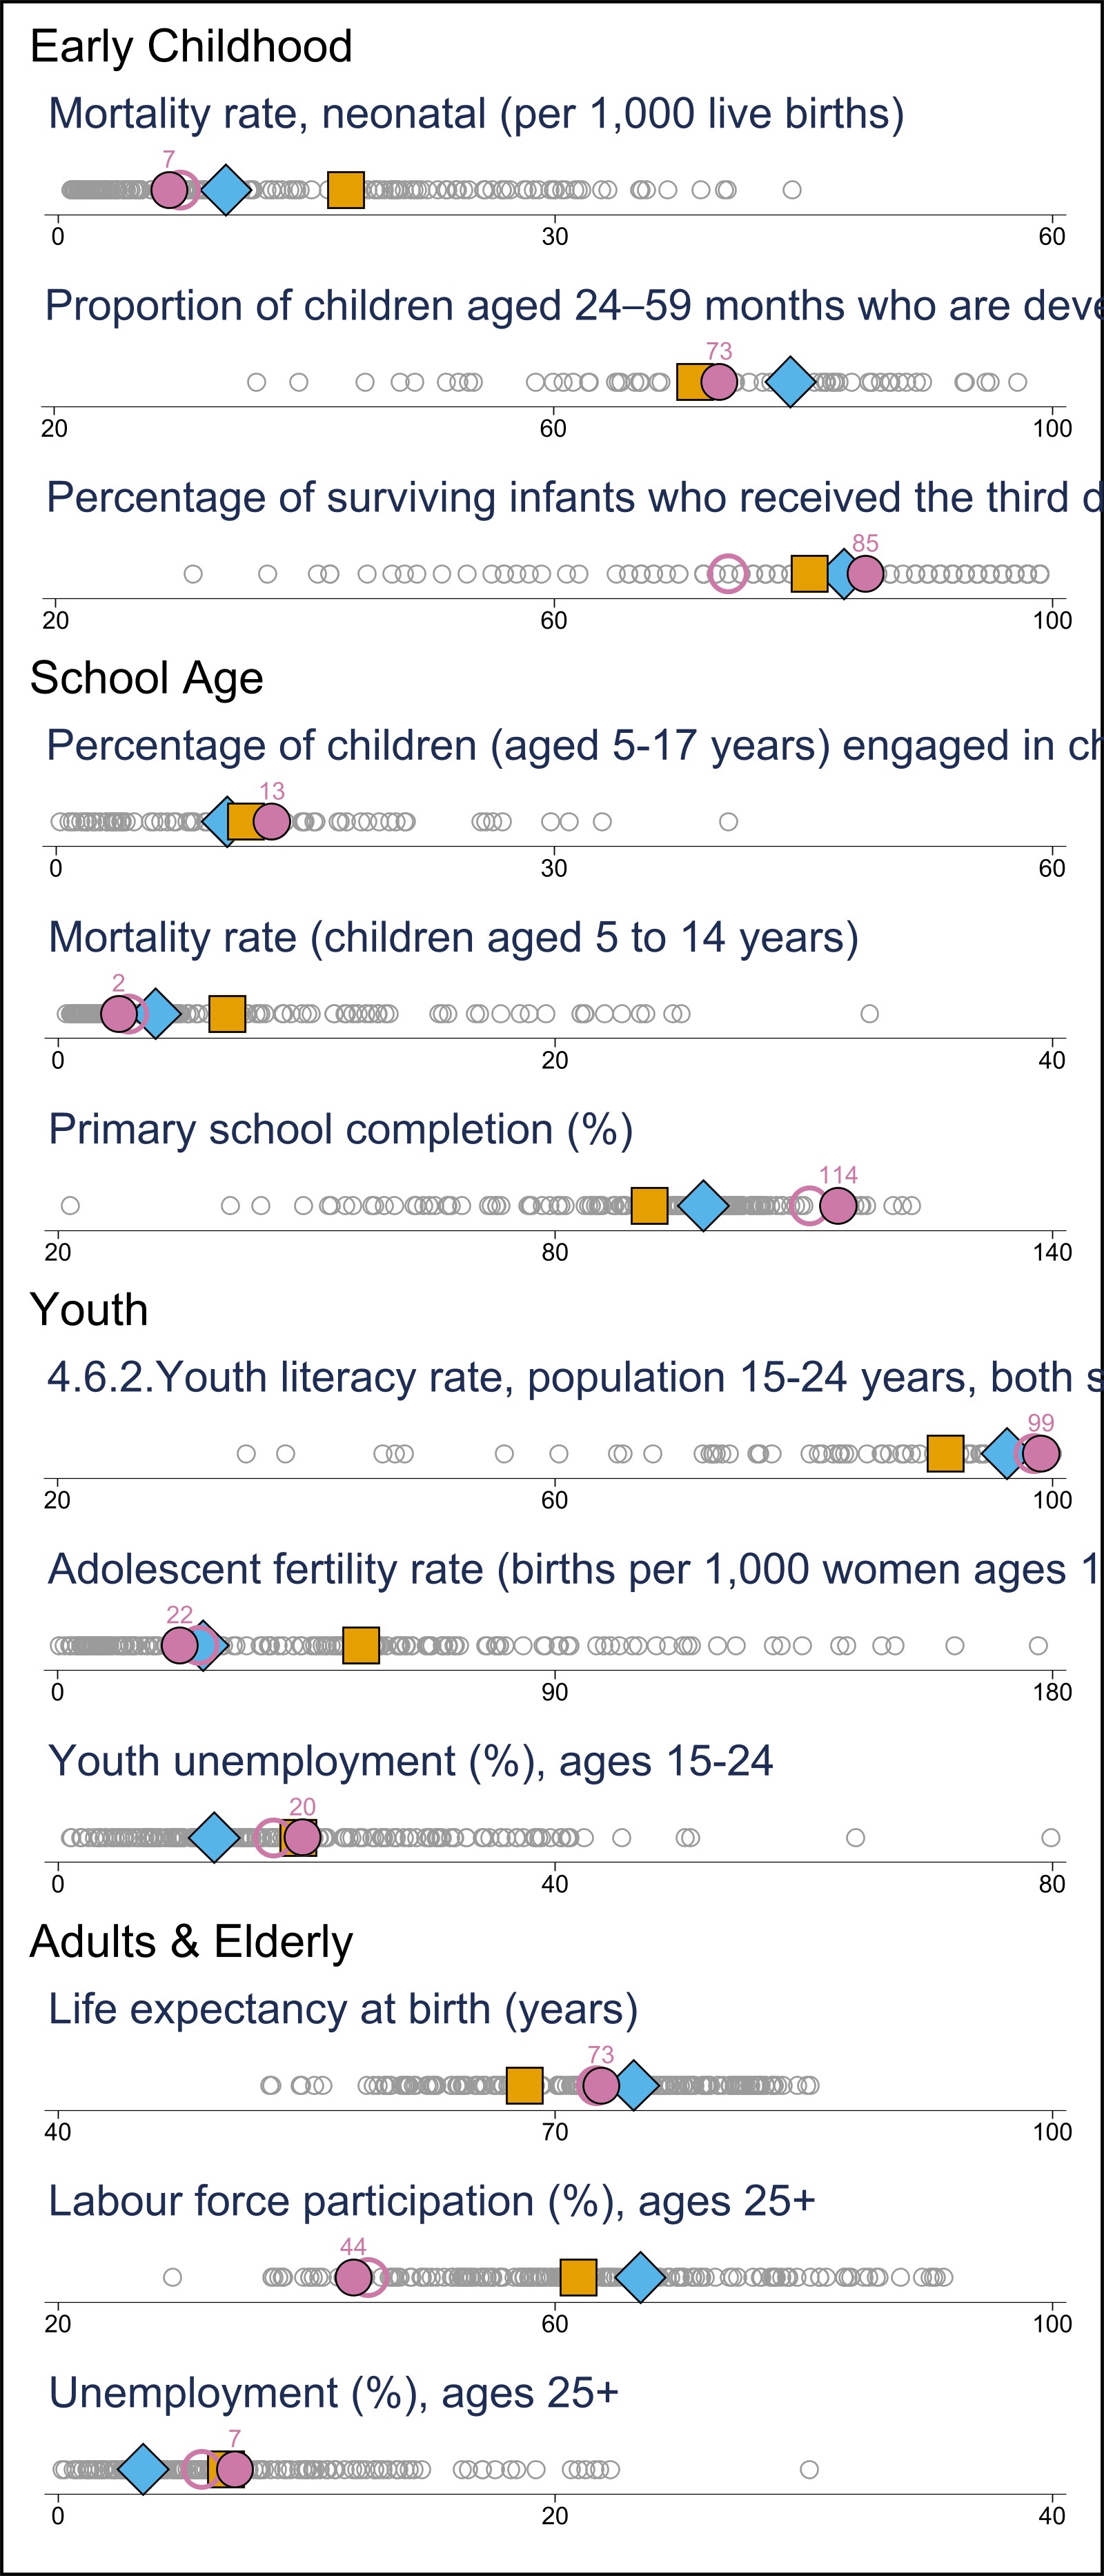 Early Childhood
Mortality rate, neonatal (per 1,000 live births)
7
0 30 60
Proportion of children aged 24–59 months who are deve
73
20 60 100
Percentage of surviving infants who received the third d
85
20 60 100
School Age
Percentage of children (aged 5-17 years) engaged in ch
13
0 30 60
Mortality rate (children aged 5 to 14 years)
2
0 20 40
Primary school completion (%)
114
20 80 140
Youth
4.6.2.Youth literacy rate, population 15-24 years, both s
99
20 60 100
Adolescent fertility rate (births per 1,000 women ages 1
22
0 90 180
Youth unemployment (%), ages 15-24
20
0 40 80
Adults & Elderly
Life expectancy at birth (years)
73
40 70 100
Labour force participation (%), ages 25+
44
20 60 100
Unemployment (%), ages 25+
7
0 20 40